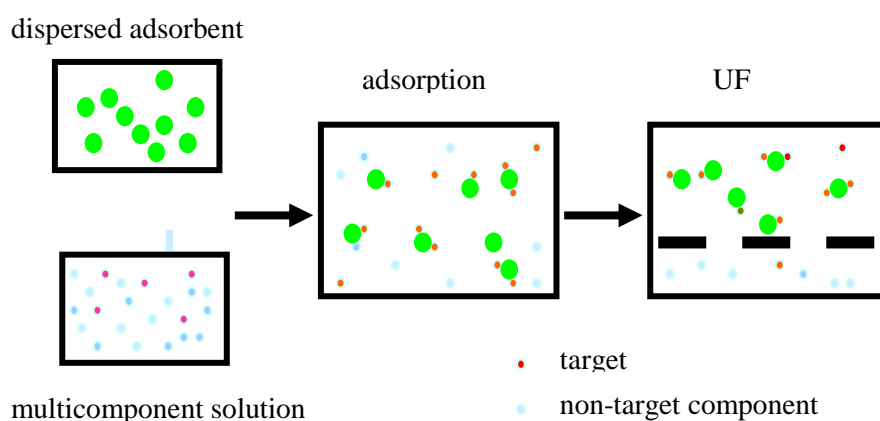 dispersed adsorbent
adsorption
UF
target
non-target component
multicomponent solution